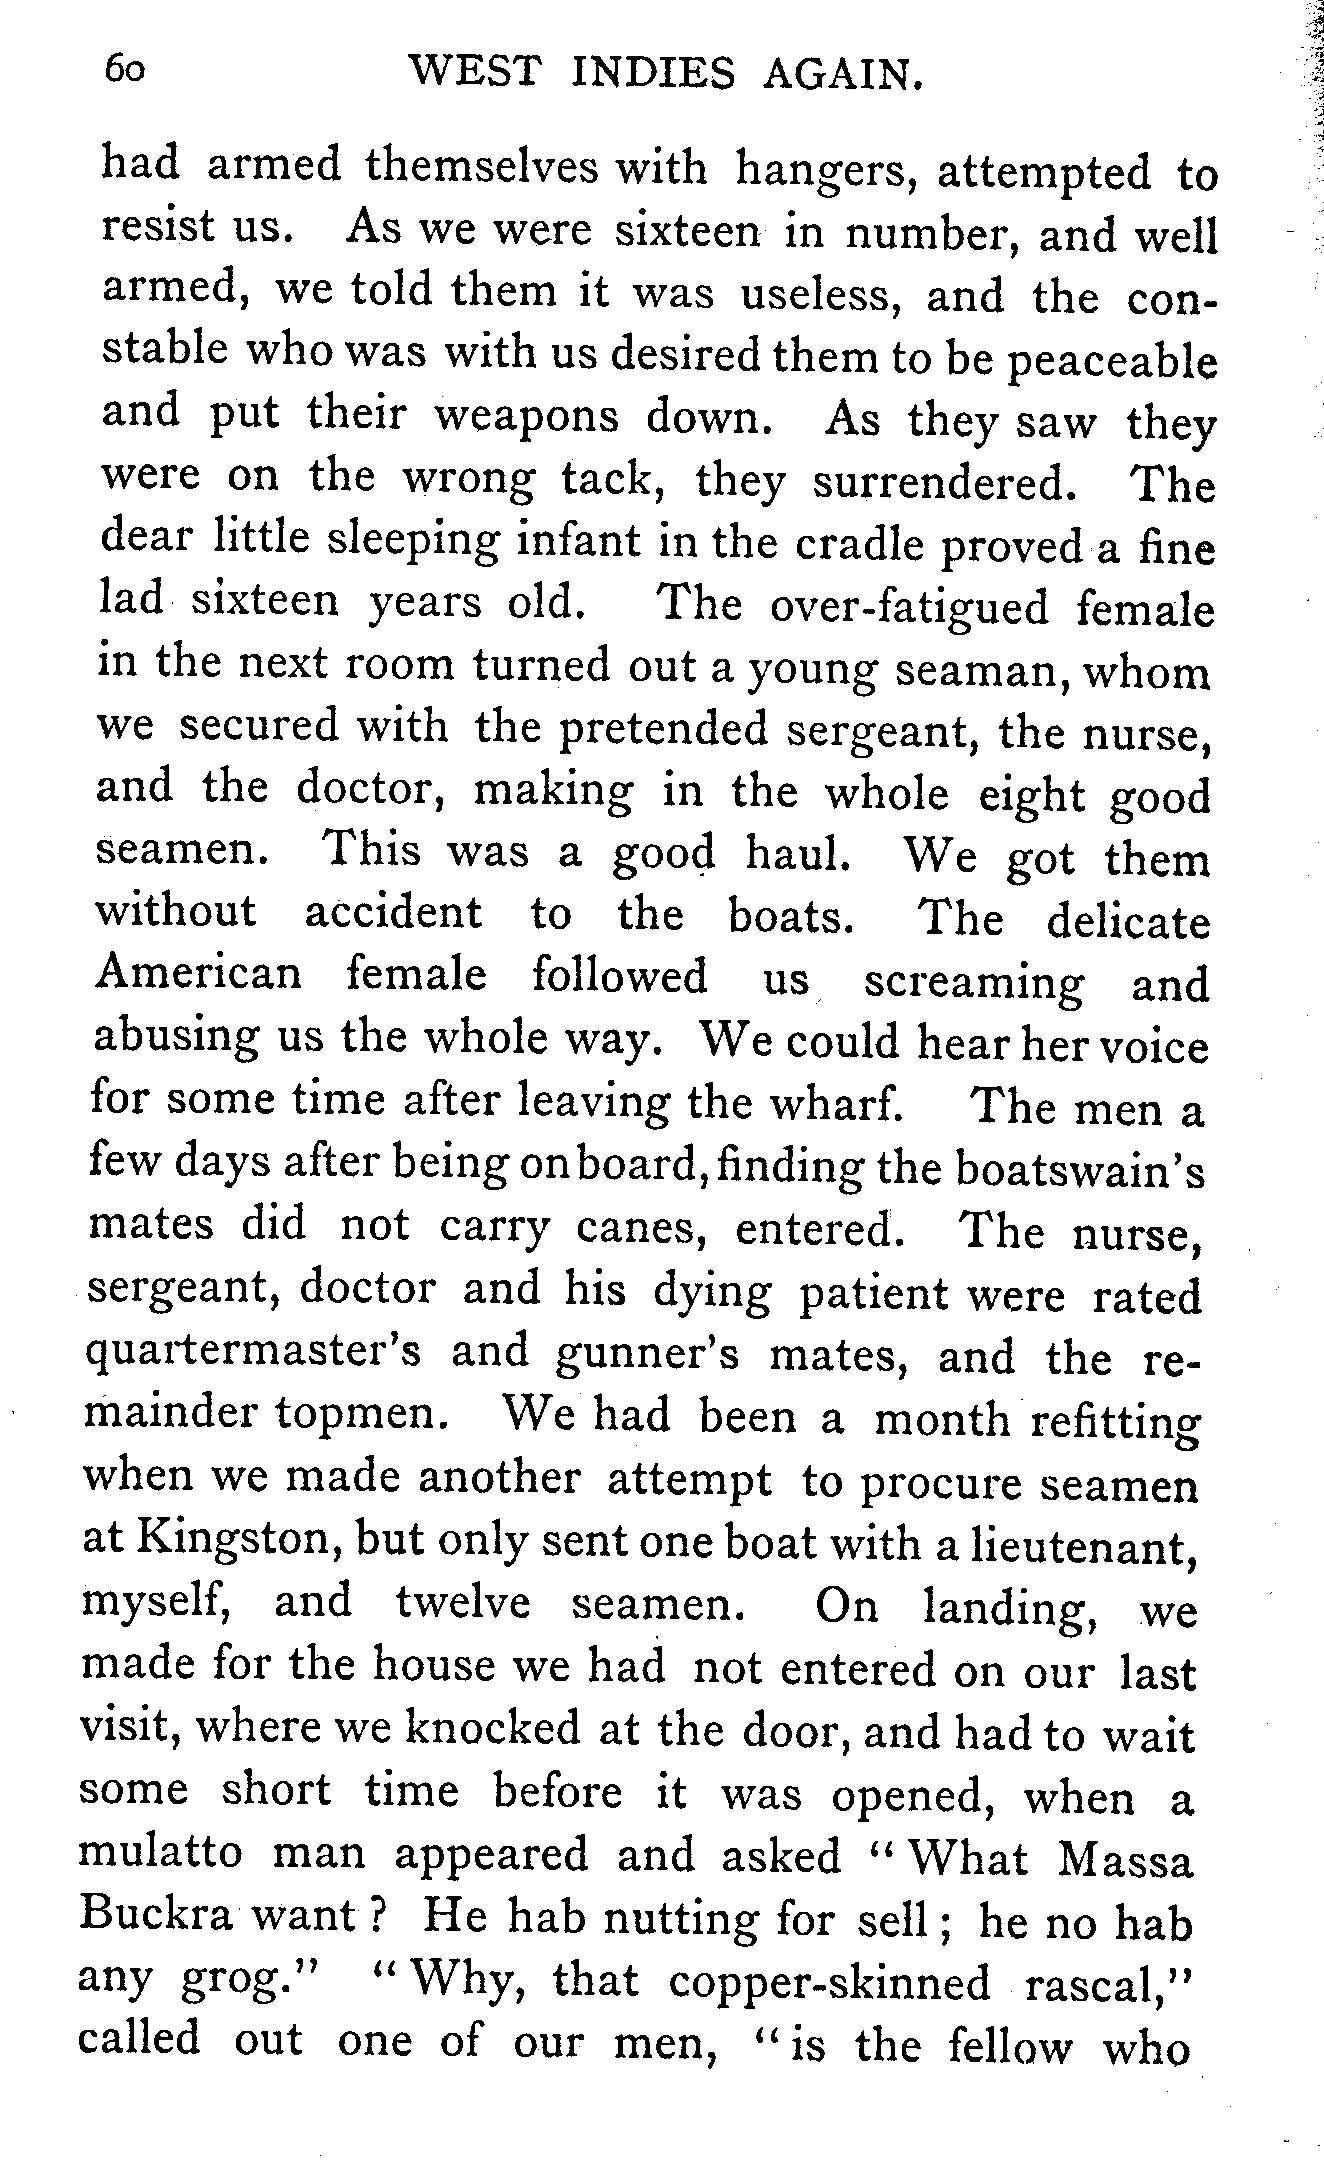 60 WEST INDIES AGAIN.
had armed themselves with hangers, attempted to
resist us. As we were sixteen in number, and well
armed, we told them it was useless, and the con-
stable who was with us desired them to be peaceable
and put their weapons down. As they saw they
were on the wrong tack, they surrendered. The
dear little sleeping infant in the cradle proved a fine
lad sixteen years old. The over-fatigued female
in the next room turned out a young seaman, whom
we secured with the pretended sergeant, the nurse,
and the doctor, making in the whole eight good
seamen. This was a good haul. We got them
without accident to the boats. The delicate
American female followed us screaming and
abusing us the whole way. We could hear her voice
for some time after leaving the wharf. The men a
few days after being on board, finding the boatswain's
mates did not carry canes, entered. The nurse,
sergeant, doctor and his dying patient were rated
quartermaster's and gunner's mates, and the re-
mainder topmen. We had been a month refitting
when we made another attempt to procure seamen
at Kingston, but only sent one boat with a lieutenant,
myself, and twelve seamen. On landing, we
made for the house we had not entered on our last
visit, where we knocked at the door, and had to wait
some short time before it was opened, when a
mulatto man appeared and asked "What Massa
Buckra want? He hab nutting for sell; he no hab
any grog." "Why, that copper-skinned rascal,"
called out one of our men, "is the fellow who